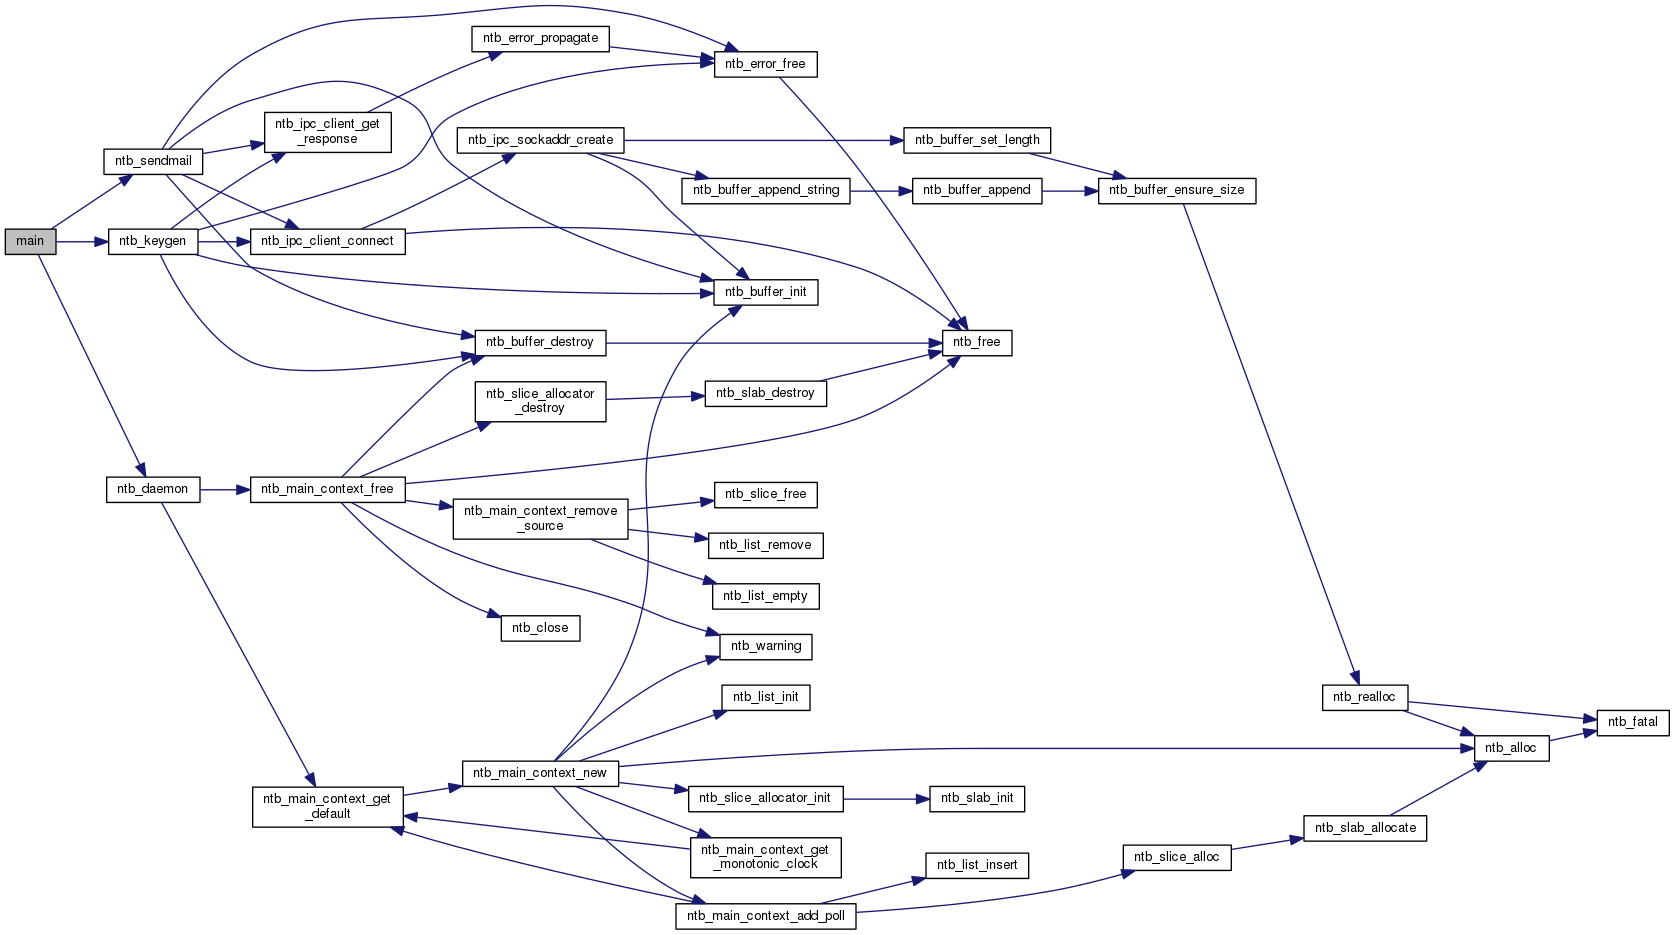 ntb_error_propagate
ntb_error_free
ntb_ipc_client_get
_response
ntb_ipc_sockaddr_create
ntb_buffer_set_length
ntb_sendmail
ntb_buffer_append_string
ntb_buffer_append
ntb_buffer_ensure_size
main
ntb_keygen
ntb_ipc_client_connect
ntb_buffer_init
ntb_buffer_destroy
ntb_free
ntb_slice_allocator
_destroy
ntb_slab_destroy
ntb_daemon
ntb_main_context_free
ntb_slice_free
ntb_main_context_remove
_source
ntb_list_remove
ntb_list_empty
ntb_close
ntb_warning
ntb_list_init
ntb_realloc
ntb_fatal
ntb_alloc
ntb_main_context_new
ntb_main_context_get
_default
ntb_slice_allocator_init
ntb_slab_init
ntb_slab_allocate
ntb_main_context_get
_monotonic_clock
ntb_list_insert
ntb_slice_alloc
ntb_main_context_add_poll